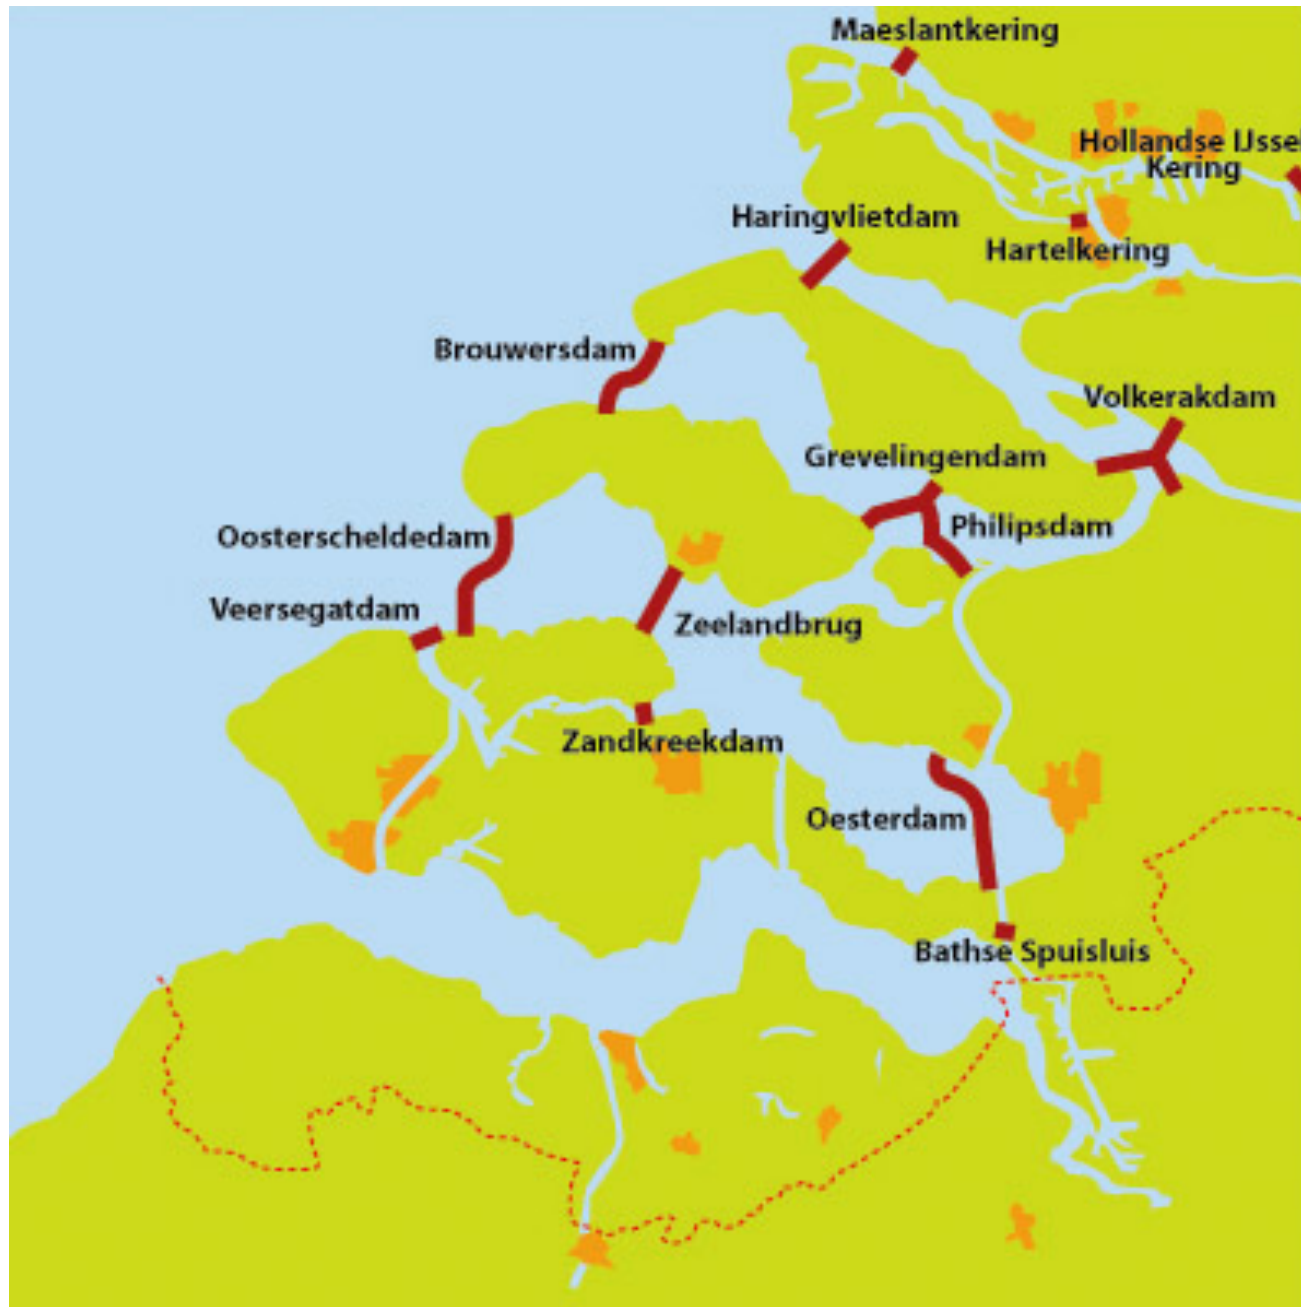 Maeslantkering
Hollandse IJssel
Kering
Haringvlietdam
Hartelkering
Brouwersdam
Volkerakdam
Grevelingendam
Philipsdam
Oosterscheldedam
Veersegatdam
Zeelandbrug
Zandkreekdam
Oesterdam
Bathse Spuisluis